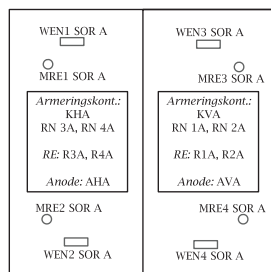 WEN1 SOR A
MRE1 SOR A
Armeringskont.:
KHA
RN 3A, RN 4A
RE: R3A, R4A
Anode: AHA
MRE2 SOR A
WEN2 SOR A
WEN3 SOR A
MRE3 SOR A
Armeringskont.:
KVA
RN 1A, RN 2A
RE: R1A, R2A
Anode: AVA
MRE4 SOR A
WEN4 SOR A